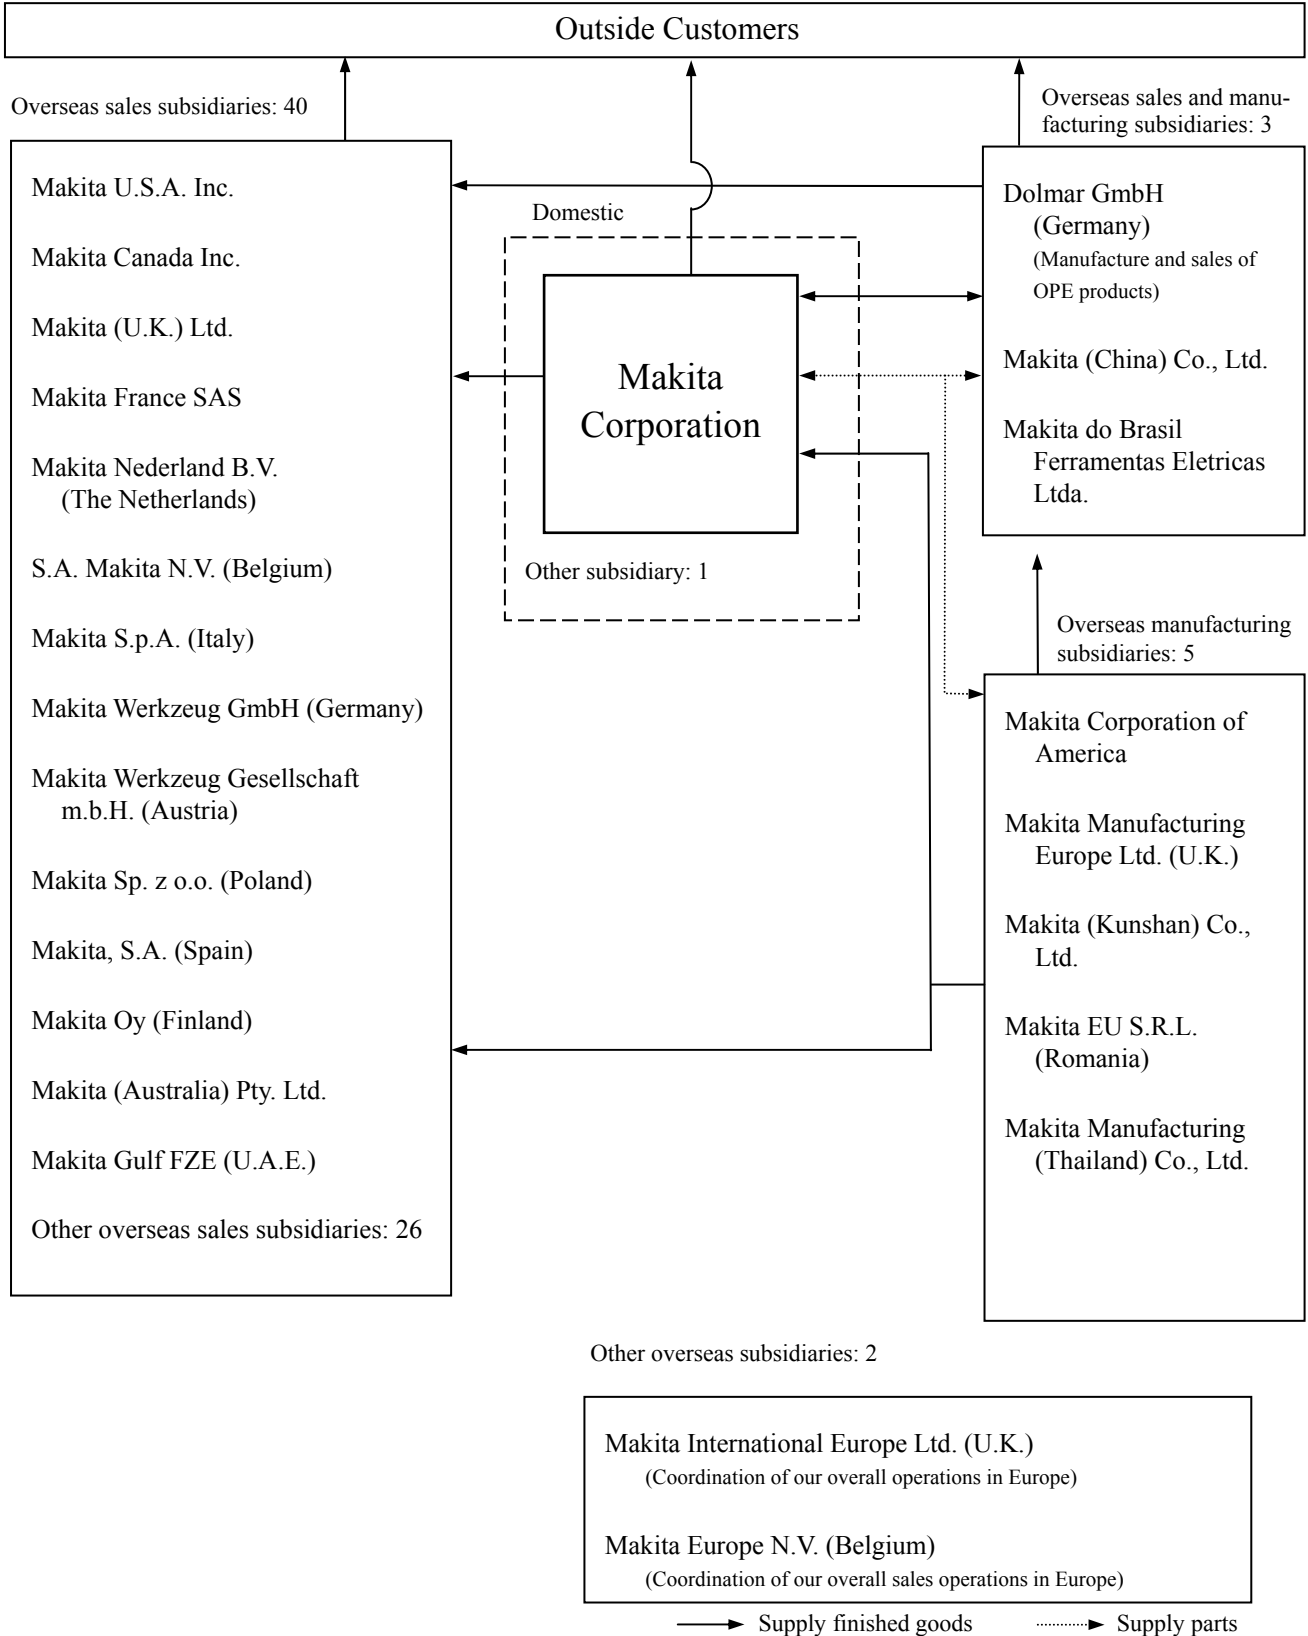 Outside Customers
Overseas sales subsidiaries: 40
Makita U.S.A. Inc.
Makita Canada Inc.
Makita (U.K.) Ltd.
Makita France SAS
Makita Nederland B.V.
(The Netherlands)
S.A. Makita N.V. (Belgium)
Makita S.p.A. (Italy)
Makita Werkzeug GmbH (Germany)
Makita Werkzeug Gesellschaft
m.b.H. (Austria)
Makita Sp. z o.o. (Poland)
Makita, S.A. (Spain)
Makita Oy (Finland)
Makita (Australia) Pty. Ltd.
Makita Gulf FZE (U.A.E.)
Other overseas sales subsidiaries: 26
Domestic
Makita
Corporation
Other subsidiary: 1
Overseas sales and manu-
facturing subsidiaries: 3
Dolmar GmbH
(Germany)
(Manufacture and sales of
OPE products)
Makita (China) Co., Ltd.
Makita do Brasil
Ferramentas Eletricas
Ltda.
Overseas manufacturing
subsidiaries: 5
Makita Corporation of
America
Makita Manufacturing
Europe Ltd. (U.K.)
Makita (Kunshan) Co.,
Ltd.
Makita EU S.R.L.
(Romania)
Makita Manufacturing
(Thailand) Co., Ltd.
Other overseas subsidiaries: 2
Makita International Europe Ltd. (U.K.)
(Coordination of our overall operations in Europe)
Makita Europe N.V. (Belgium)
(Coordination of our overall sales operations in Europe)
Supply finished goods
Supply parts